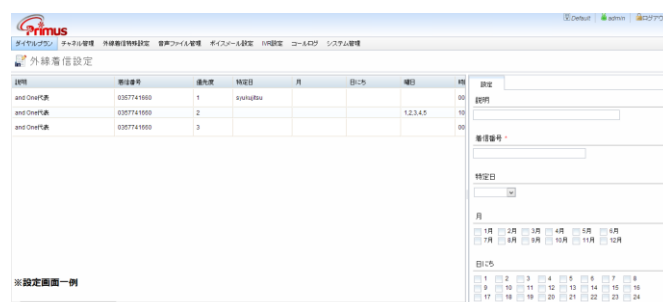 Default admin ログアウ
Primus
ダイヤルプラン チャネル管理 外線着信特殊設定 音声ファイル管理 ボイスメール設定 IVR設定 コールログ システム管理
外線着信設定
説明 着信番号 優先度 特定日 月 日にち 曜日 時
and One代表 0357741660 1 syukujitsu 00
and One代表 0357741660 2 1,2,3,4,5 10
and One代表 0357741660 3 00
設定
説明
着信番号 *
特定日
月
1月 2月 3月 4月 5月 6月
7月 8月 9月 10月 11月 12月
日にち
1 2 3 4 5 6 7 8
9 10 11 12 13 14 15 16
17 18 19 20 21 22 23 24
※設定画面一例